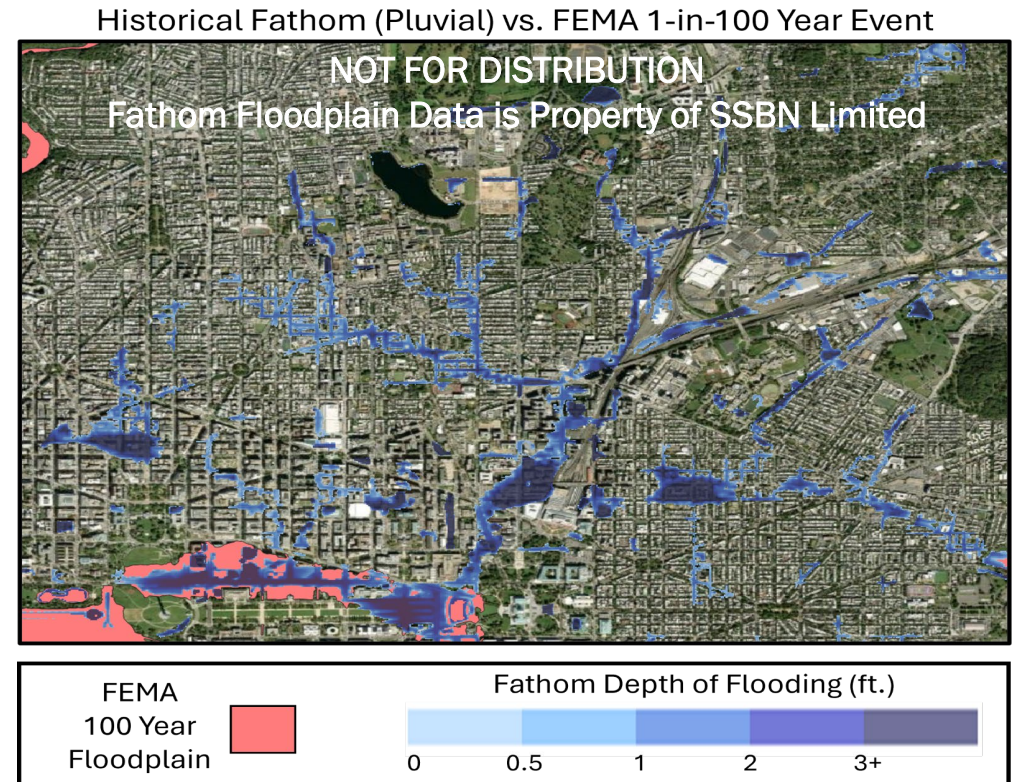 Historical Fathom (Pluvial) vs. FEMA 1-in-100 Year Event
NOT FOR DISTRIBUTION
Fathom Floodplain Data is Property of SSBN Limited
FEMA
100 Year
Floodplain
Fathom Depth of Flooding (ft.)
0 0.5 1 2 3+